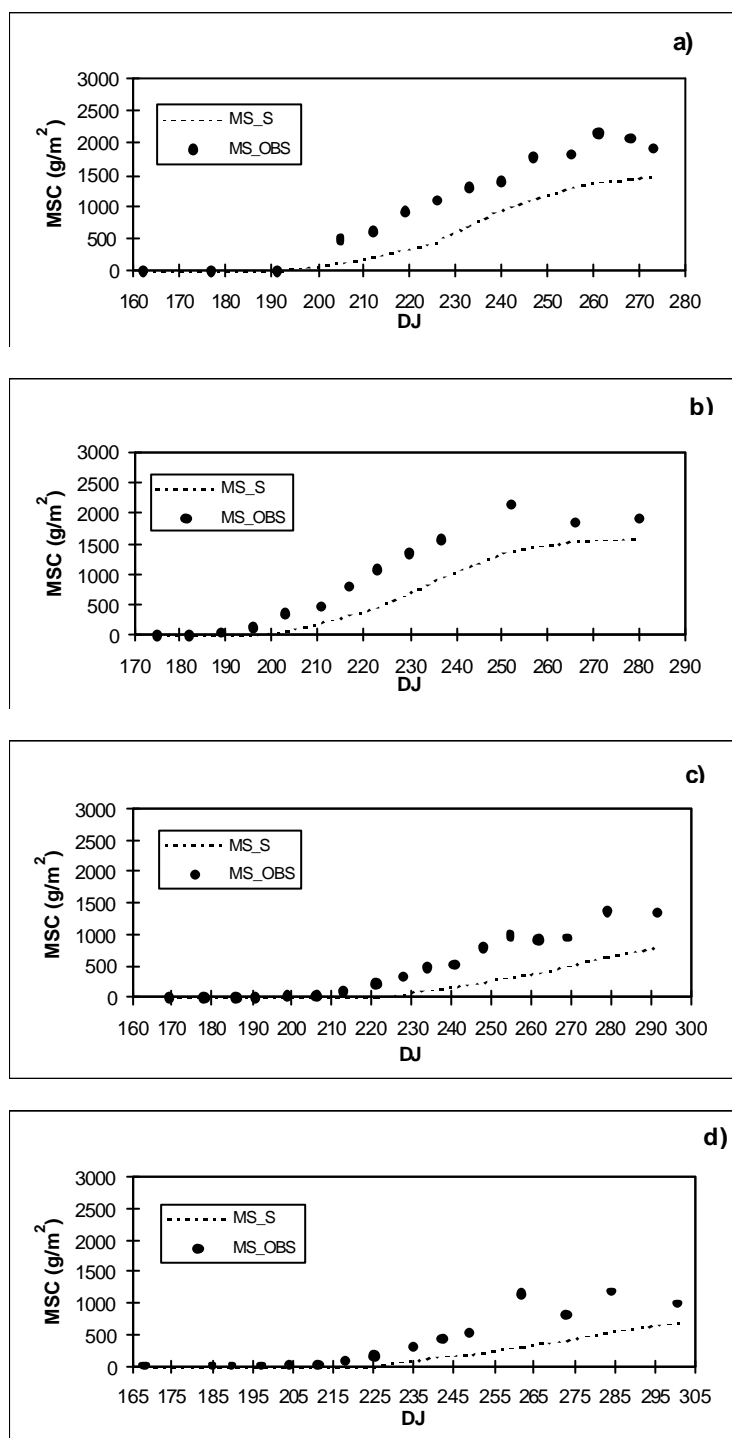 a)
3000
2500
2000
1500
1000
500
0
MSC (g/m²)
MS_S
MS_OBS
160 170 180 190 200 210 220 230 240 250 260 270 280
DJ
b)
3000
2500
2000
1500
1000
500
0
MSC (g/m²)
MS_S
MS_OBS
170 180 190 200 210 220 230 240 250 260 270 280 290
DJ
c)
3000
2500
2000
1500
1000
500
0
MSC (g/m²)
MS_S
MS_OBS
160 170 180 190 200 210 220 230 240 250 260 270 280 290 300
DJ
d)
3000
2500
2000
1500
1000
500
0
MSC (g/m²)
MS_S
MS_OBS
165 175 185 195 205 215 225 235 245 255 265 275 285 295 305
DJ